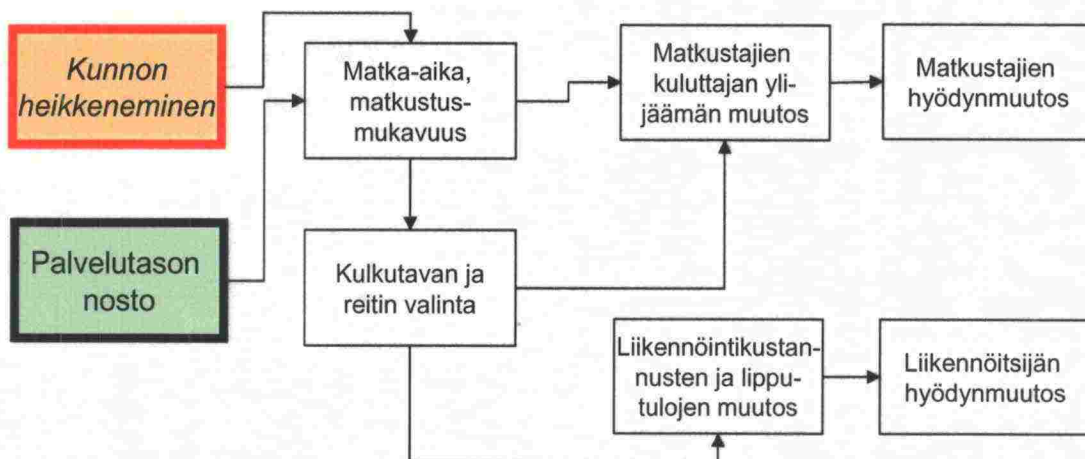 Kunnon
heikkeneminen
Matka-aika,
matkustus-
mukavuus
Matkustajien
kuluttajan yli-
jäämän muutos
Matkustajien
hyödynmuutos
Palvelutason
nosto
Kulkutavan ja
reitin valinta
Liikennöintikustan-
nusten ja lippu-
tulojen muutos
Liikennöitsijän
hyödynmuutos